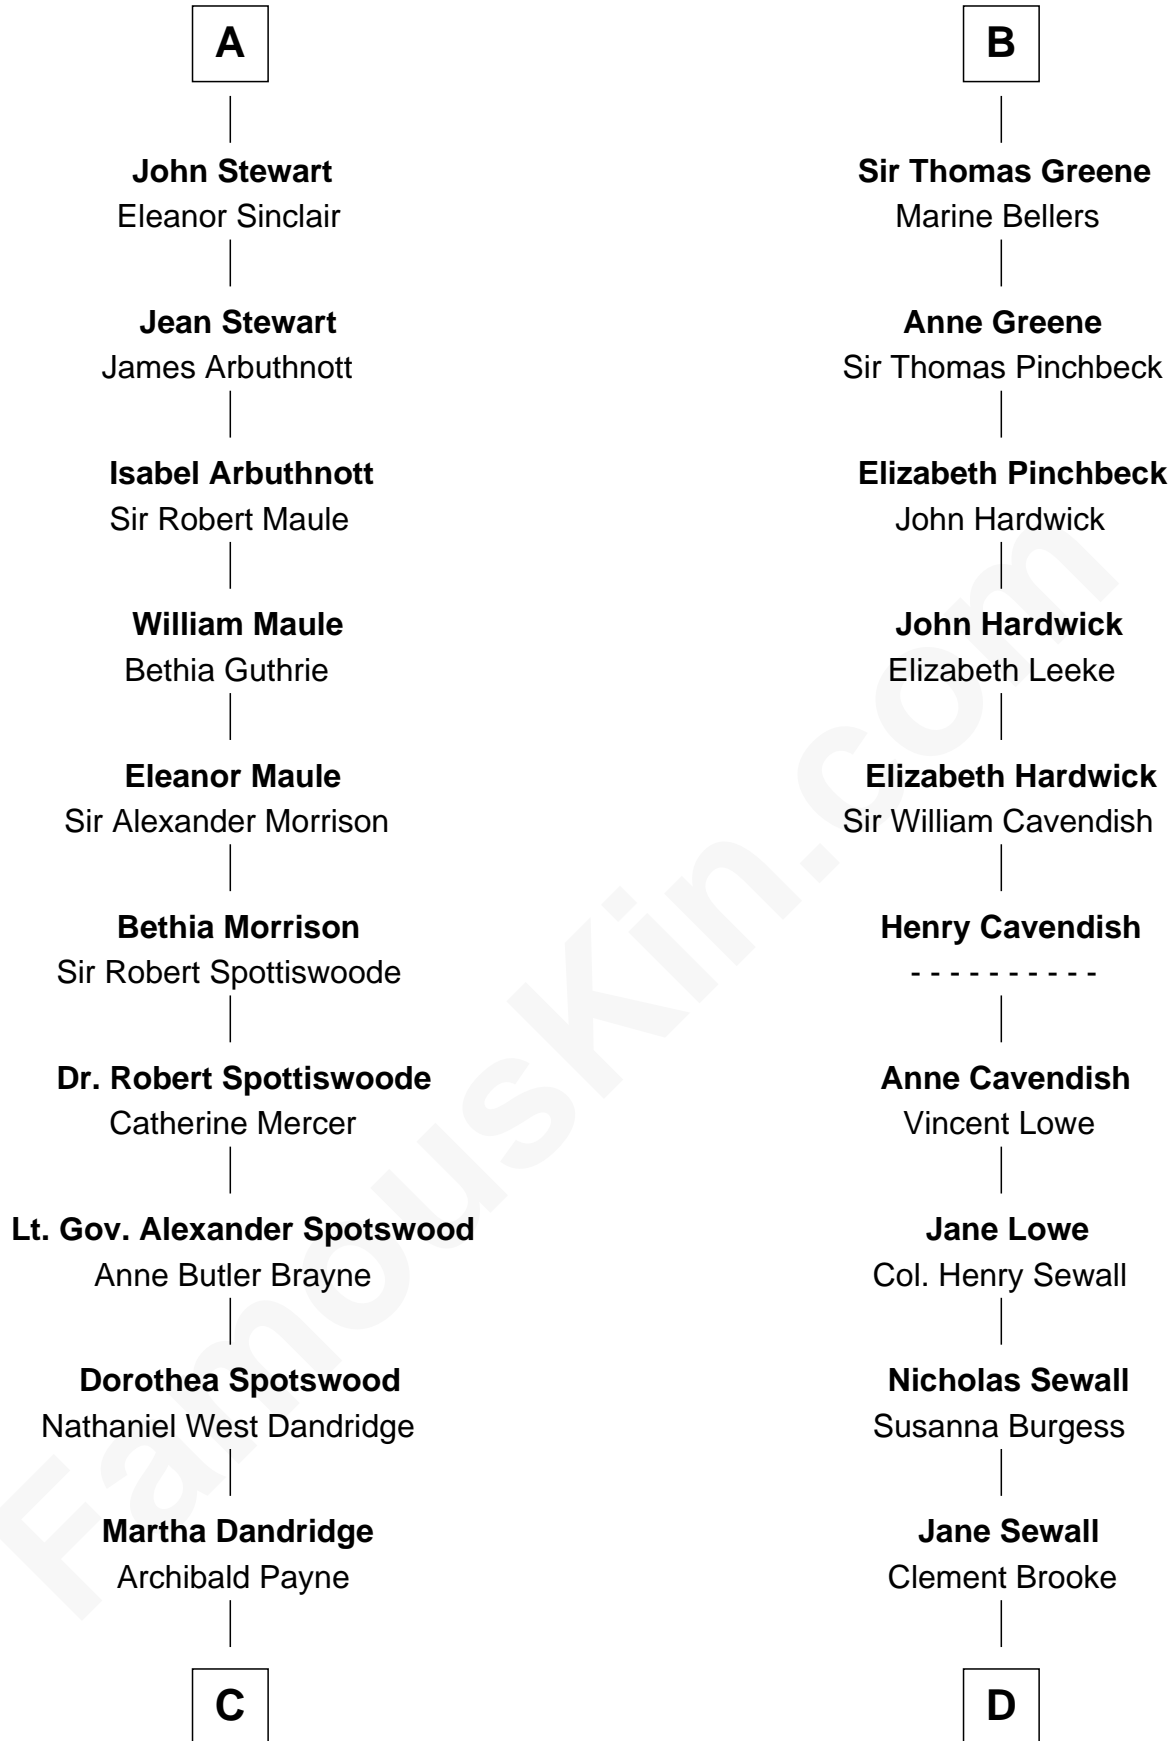 A
John Stewart
Eleanor Sinclair
Jean Stewart
James Arbuthnott
Isabel Arbuthnott
Sir Robert Maule
William Maule
Bethia Guthrie
Eleanor Maule
Sir Alexander Morrison
Bethia Morrison
Sir Robert Spottiswoode
Dr. Robert Spottiswoode
Catherine Mercer
Lt. Gov. Alexander Spotswood
Anne Butler Brayne
Dorothea Spotswood
Nathaniel West Dandridge
Martha Dandridge
Archibald Payne
C
B
Sir Thomas Greene
Marine Bellers
Anne Greene
Sir Thomas Pinchbeck
Elizabeth Pinchbeck
John Hardwick
John Hardwick
Elizabeth Leeke
Elizabeth Hardwick
Sir William Cavendish
Henry Cavendish
- - - - - - - - - -
Anne Cavendish
Vincent Lowe
Jane Lowe
Col. Henry Sewall
Nicholas Sewall
Susanna Burgess
Jane Sewall
Clement Brooke
D
FamousKin.com